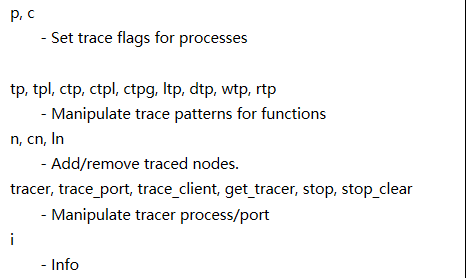 p, c
- Set trace flags for processes
tp, tpl, ctp, ctpl, ctpg, ltp, dtp, wtp, rtp
- Manipulate trace patterns for functions
n, cn, ln
- Add/remove traced nodes.
tracer, trace_port, trace_client, get_tracer, stop, stop_clear
- Manipulate tracer process/port
i
- Info